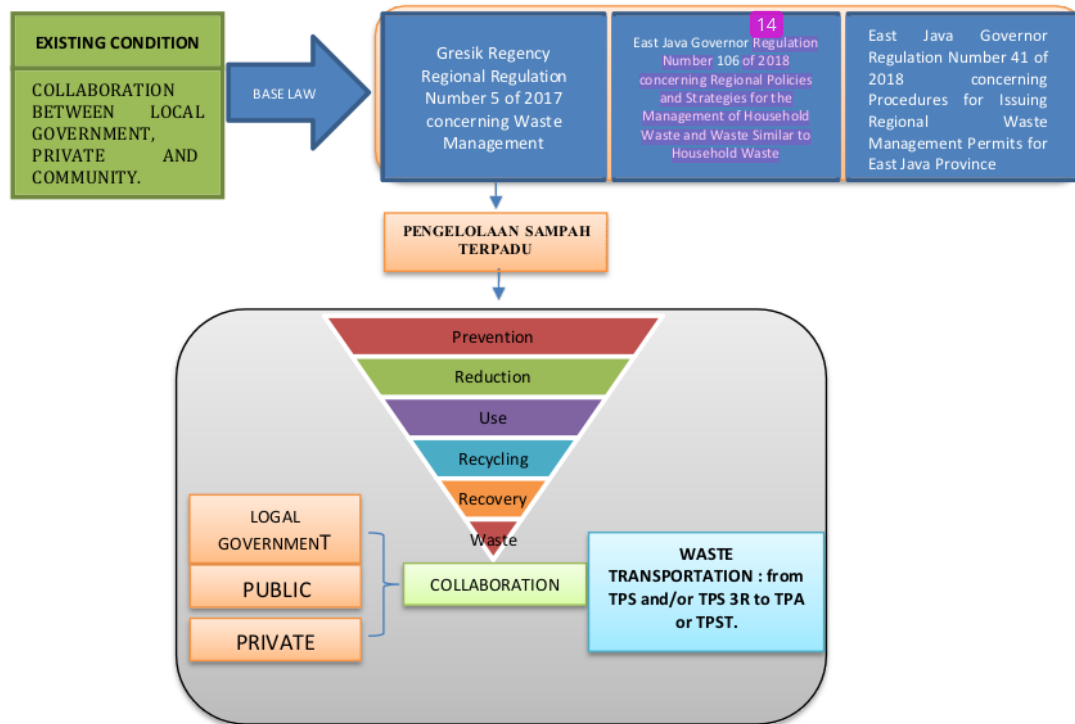 EXISTING CONDITION
COLLABORATION
BETWEEN LOCAL
GOVERNMENT,
PRIVATE AND
COMMUNITY.
BASE LAW
Gresik Regency
Regional Regulation
Number 5 of 2017
concerning Waste
Management
14
East Java Governor Regulation
Number 106 of 2018
concerning Regional Policies
and Strategies for the
Management of Household
Waste and Waste Similar to
Household Waste
East Java Governor
Regulation Number 41 of
2018 concerning
Procedures for Issuing
Regional Waste
Management Permits for
East Java Province
PENGELOLAAN SAMPAH
TERPADU
Prevention
Reduction
Use
Recycling
Recovery
Waste
LOGAL
GOVERNMENT
PUBLIC
PRIVATE
COLLABORATION
WASTE
TRANSPORTATION : from
TPS and/or TPS 3R to TPA
or TPST.